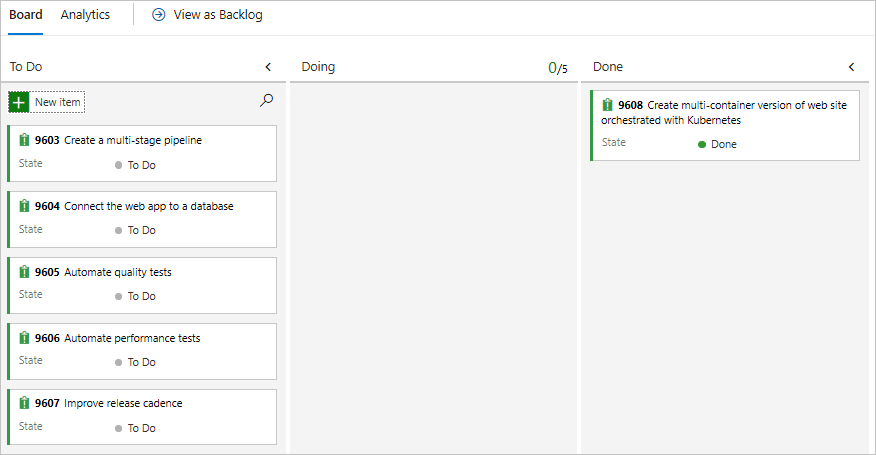 Board Analytics View as Backlog
To Do
New item
9603 Create a multi-stage pipeline
State To Do
9604 Connect the web app to a database
State To Do
9605 Automate quality tests
State To Do
9606 Automate performance tests
State To Do
9607 Improve release cadence
State To Do
Doing 0/5
Done
9608 Create multi-container version of web site
orchestrated with Kubernetes
State Done